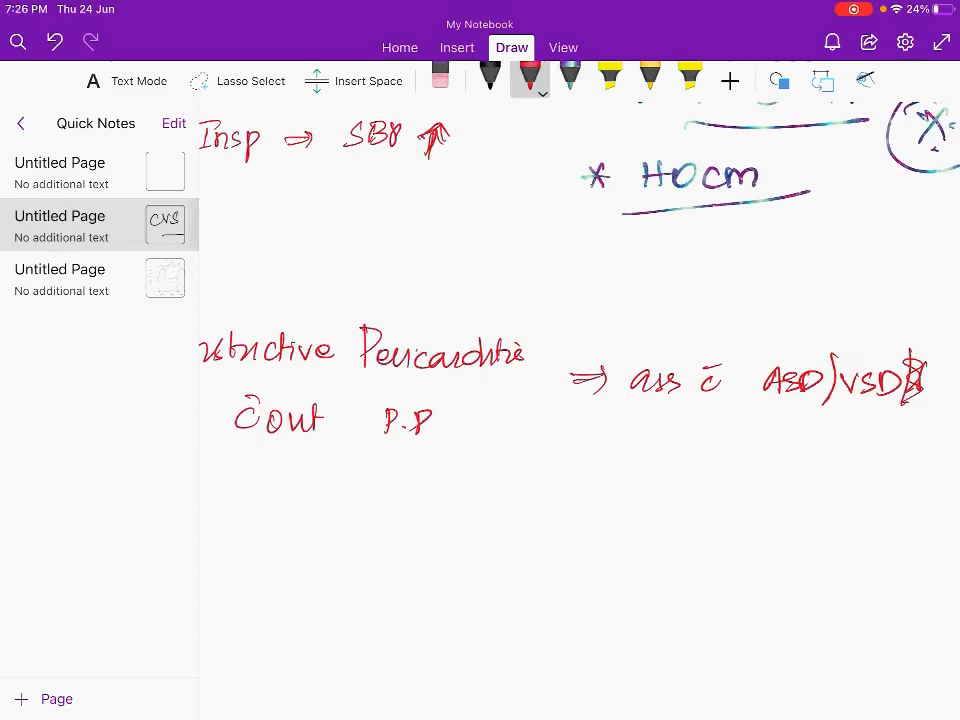 7:26 PM Thu 24 Jun 24%
My Notebook
Home Insert Draw View
Text Mode Lasso Select Insert Space
Quick Notes Edit
Untitled Page
No additional text
Untitled Page
No additional text
CVS
Untitled Page
No additional text
Page
Insp ⇒ SBP ↑
* HOCM
Pericarditis
c̄out P.P
⇒ ass c̄ ASD/VSD